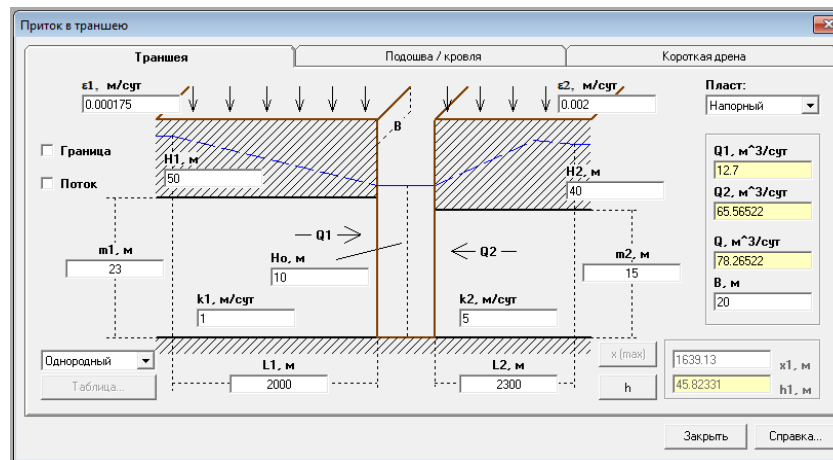 Приток в траншею
Траншея
Подошва / кровля
Короткая дрена
ε1, м/сут
0.000175
ε2, м/сут
0.002
Пласт:
Напорный
B
Граница
Поток
H1, м
50
H2, м
40
Q1, м^3/сут
12.7
Q2, м^3/сут
65.56522
Q, м^3/сут
78.26522
B, м
20
m1, м
23
Q1
Q2
Ho, м
10
m2, м
15
k1, м/сут
1
k2, м/сут
5
Однородный
Таблица...
L1, м
2000
L2, м
2300
x (max)
h
1639.13
x1, м
45.82331
h1, м
Закрыть
Справка...